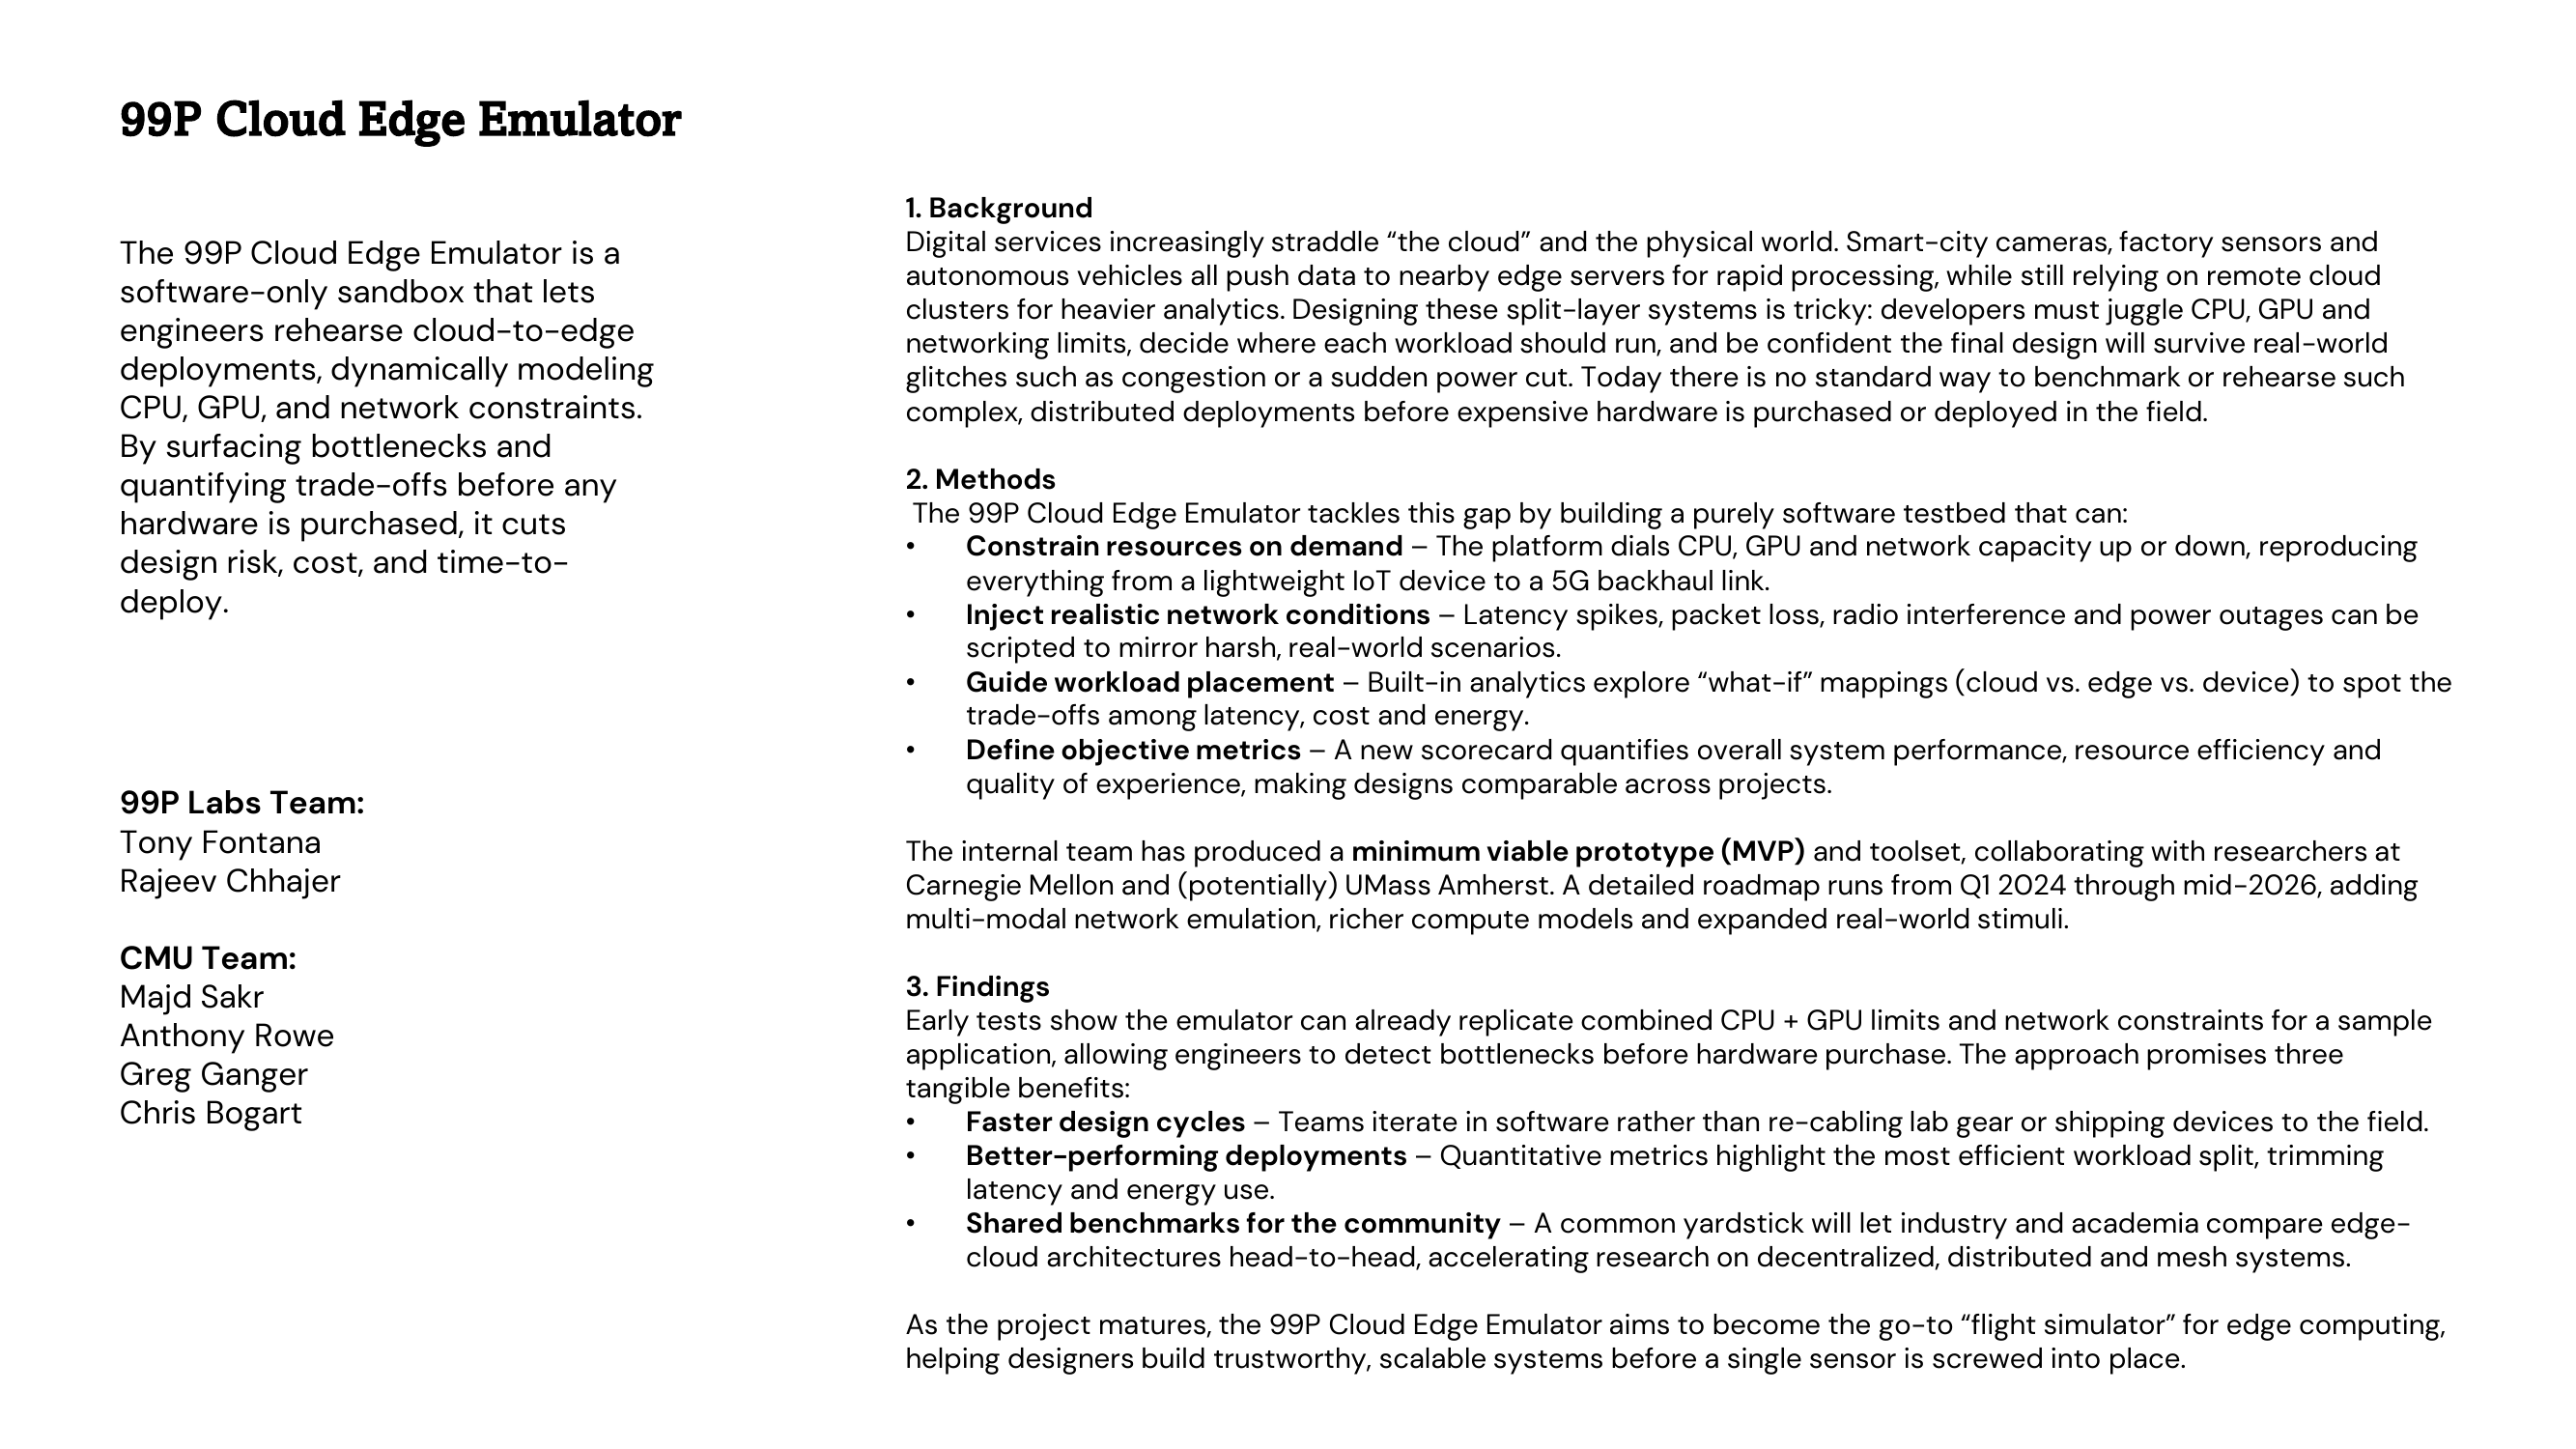 99P Cloud Edge Emulator
The 99P Cloud Edge Emulator is a
software-only sandbox that lets
engineers rehearse cloud-to-edge
deployments, dynamically modeling
CPU, GPU, and network constraints.
By surfacing bottlenecks and
quantifying trade-offs before any
hardware is purchased, it cuts
design risk, cost, and time-to-
deploy.
99P Labs Team:
Tony Fontana
Rajeev Chhajer
CMU Team:
Majd Sakr
Anthony Rowe
Greg Ganger
Chris Bogart
1. Background
Digital services increasingly straddle “the cloud” and the physical world. Smart-city cameras, factory sensors and
autonomous vehicles all push data to nearby edge servers for rapid processing, while still relying on remote cloud
clusters for heavier analytics. Designing these split-layer systems is tricky: developers must juggle CPU, GPU and
networking limits, decide where each workload should run, and be confident the final design will survive real-world
glitches such as congestion or a sudden power cut. Today there is no standard way to benchmark or rehearse such
complex, distributed deployments before expensive hardware is purchased or deployed in the field.
2. Methods
The 99P Cloud Edge Emulator tackles this gap by building a purely software testbed that can:
• Constrain resources on demand – The platform dials CPU, GPU and network capacity up or down, reproducing
everything from a lightweight IoT device to a 5G backhaul link.
• Inject realistic network conditions – Latency spikes, packet loss, radio interference and power outages can be
scripted to mirror harsh, real-world scenarios.
• Guide workload placement – Built-in analytics explore “what-if” mappings (cloud vs. edge vs. device) to spot the
trade-offs among latency, cost and energy.
• Define objective metrics – A new scorecard quantifies overall system performance, resource efficiency and
quality of experience, making designs comparable across projects.
The internal team has produced a minimum viable prototype (MVP) and toolset, collaborating with researchers at
Carnegie Mellon and (potentially) UMass Amherst. A detailed roadmap runs from Q1 2024 through mid-2026, adding
multi-modal network emulation, richer compute models and expanded real-world stimuli.
3. Findings
Early tests show the emulator can already replicate combined CPU + GPU limits and network constraints for a sample
application, allowing engineers to detect bottlenecks before hardware purchase. The approach promises three
tangible benefits:
• Faster design cycles – Teams iterate in software rather than re-cabling lab gear or shipping devices to the field.
• Better-performing deployments – Quantitative metrics highlight the most efficient workload split, trimming
latency and energy use.
• Shared benchmarks for the community – A common yardstick will let industry and academia compare edge-
cloud architectures head-to-head, accelerating research on decentralized, distributed and mesh systems.
As the project matures, the 99P Cloud Edge Emulator aims to become the go-to “flight simulator” for edge computing,
helping designers build trustworthy, scalable systems before a single sensor is screwed into place.